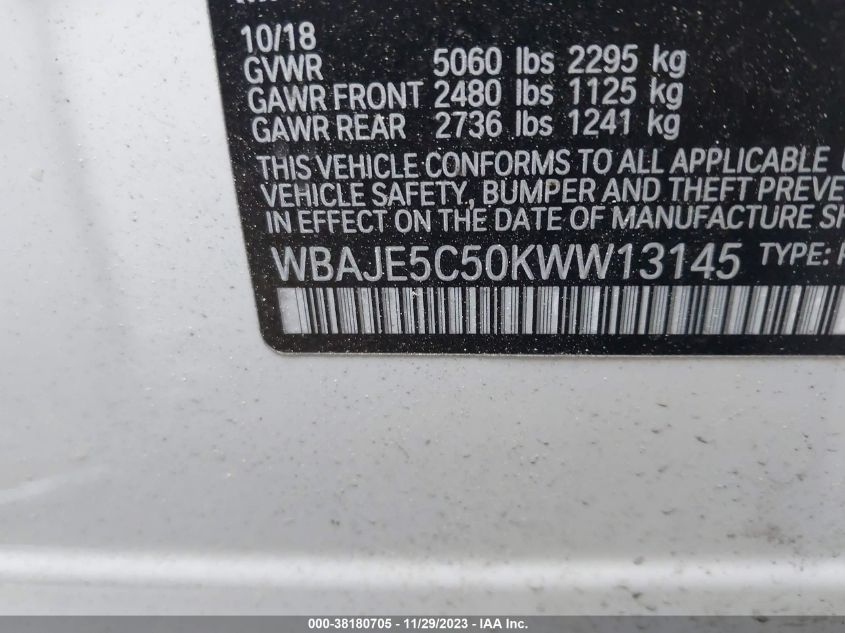 10/18
GVWR 5060 lbs 2295 kg
GAWR FRONT 2480 lbs 1125 kg
GAWR REAR 2736 lbs 1241 kg
THIS VEHICLE CONFORMS TO ALL APPLICABLE
VEHICLE SAFETY, BUMPER AND THEFT PREVE
IN EFFECT ON THE DATE OF MANUFACTURE SH
WBAJE5C50KWW13145 TYPE:
000-38180705 - 11/29/2023 - IAA Inc.